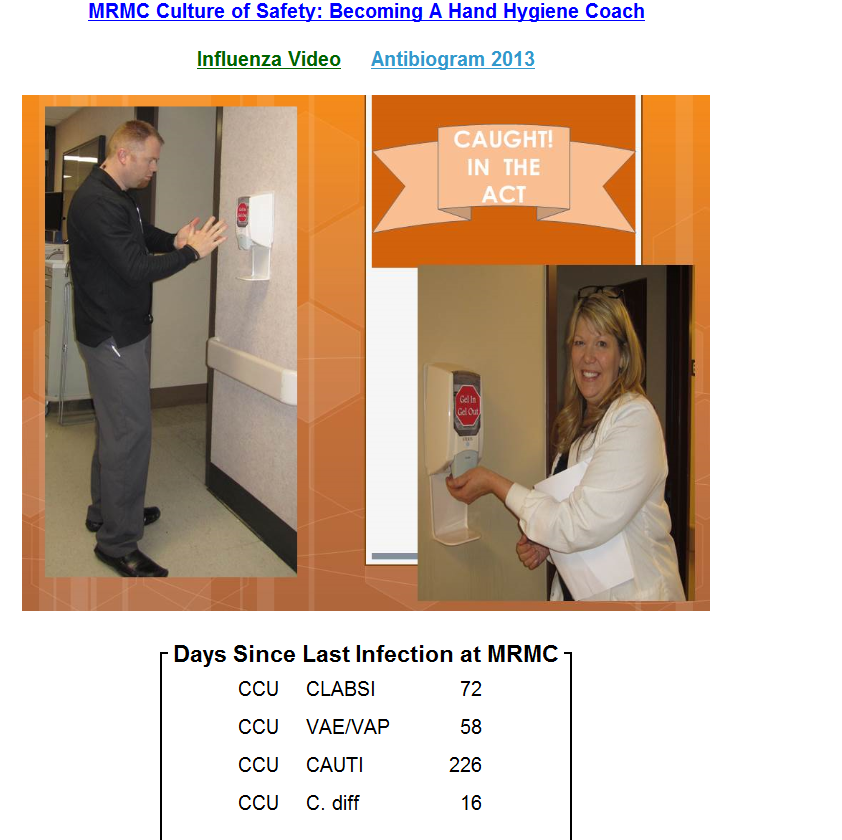 MRMC Culture of Safety: Becoming A Hand Hygiene Coach
Influenza Video Antibiogram 2013
CAUGHT!
IN THE
ACT
Gel In
Gel Out
Days Since Last Infection at MRMC
CCU CLABSI 72
CCU VAE/VAP 58
CCU CAUTI 226
CCU C. diff 16